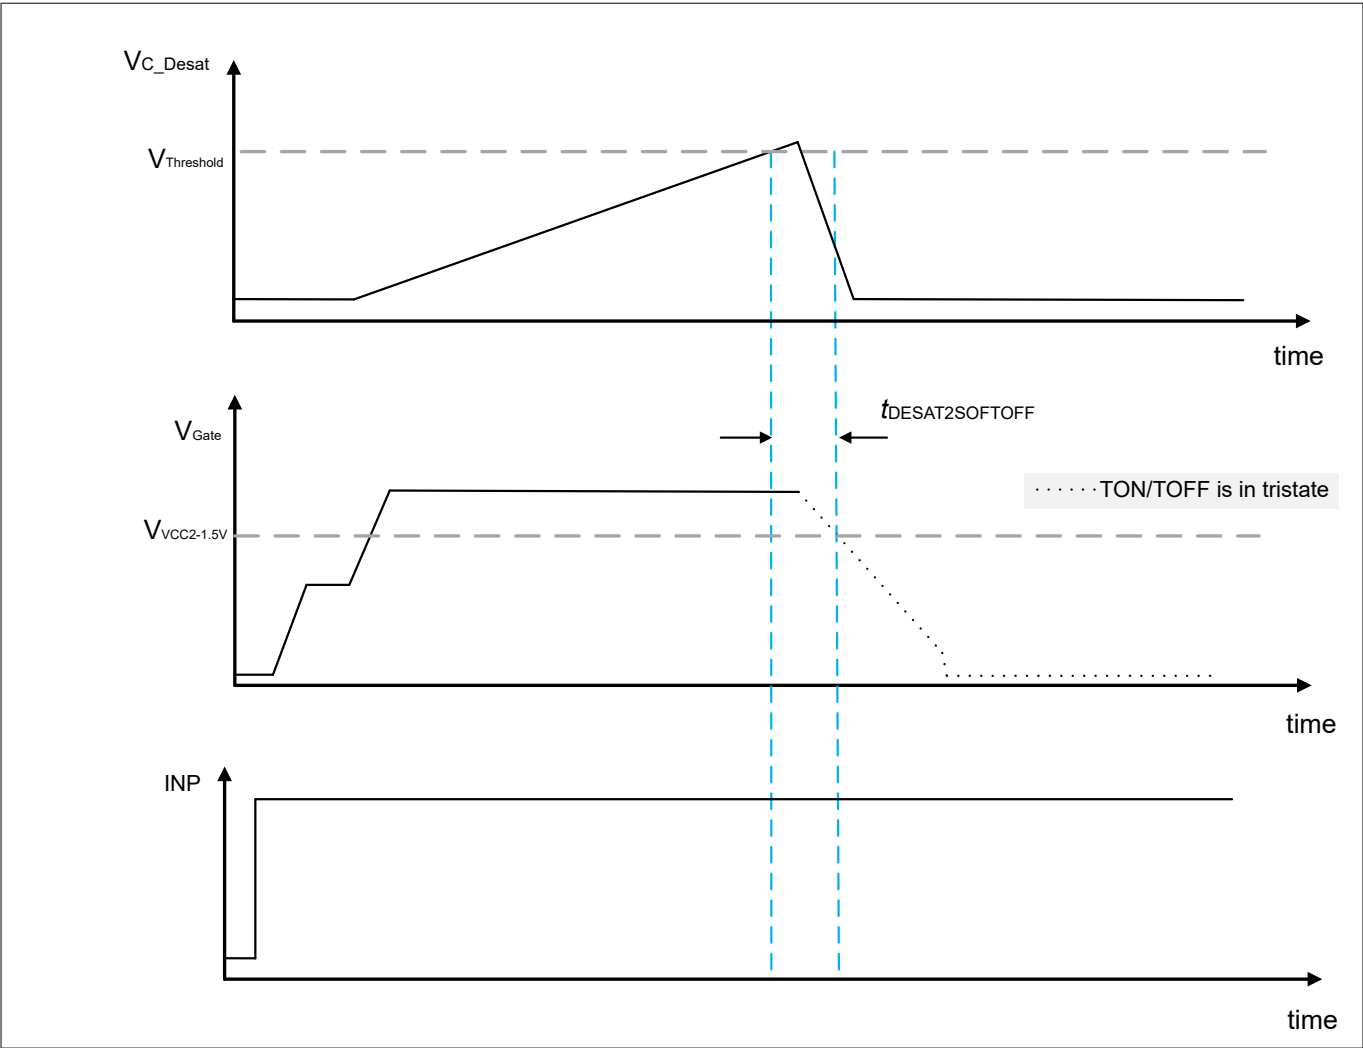 VC_Desat
VThreshold
time
tDESAT2SOFTOFF
VGate
······TON/TOFF is in tristate
VVCC2-1.5V
time
INP
time